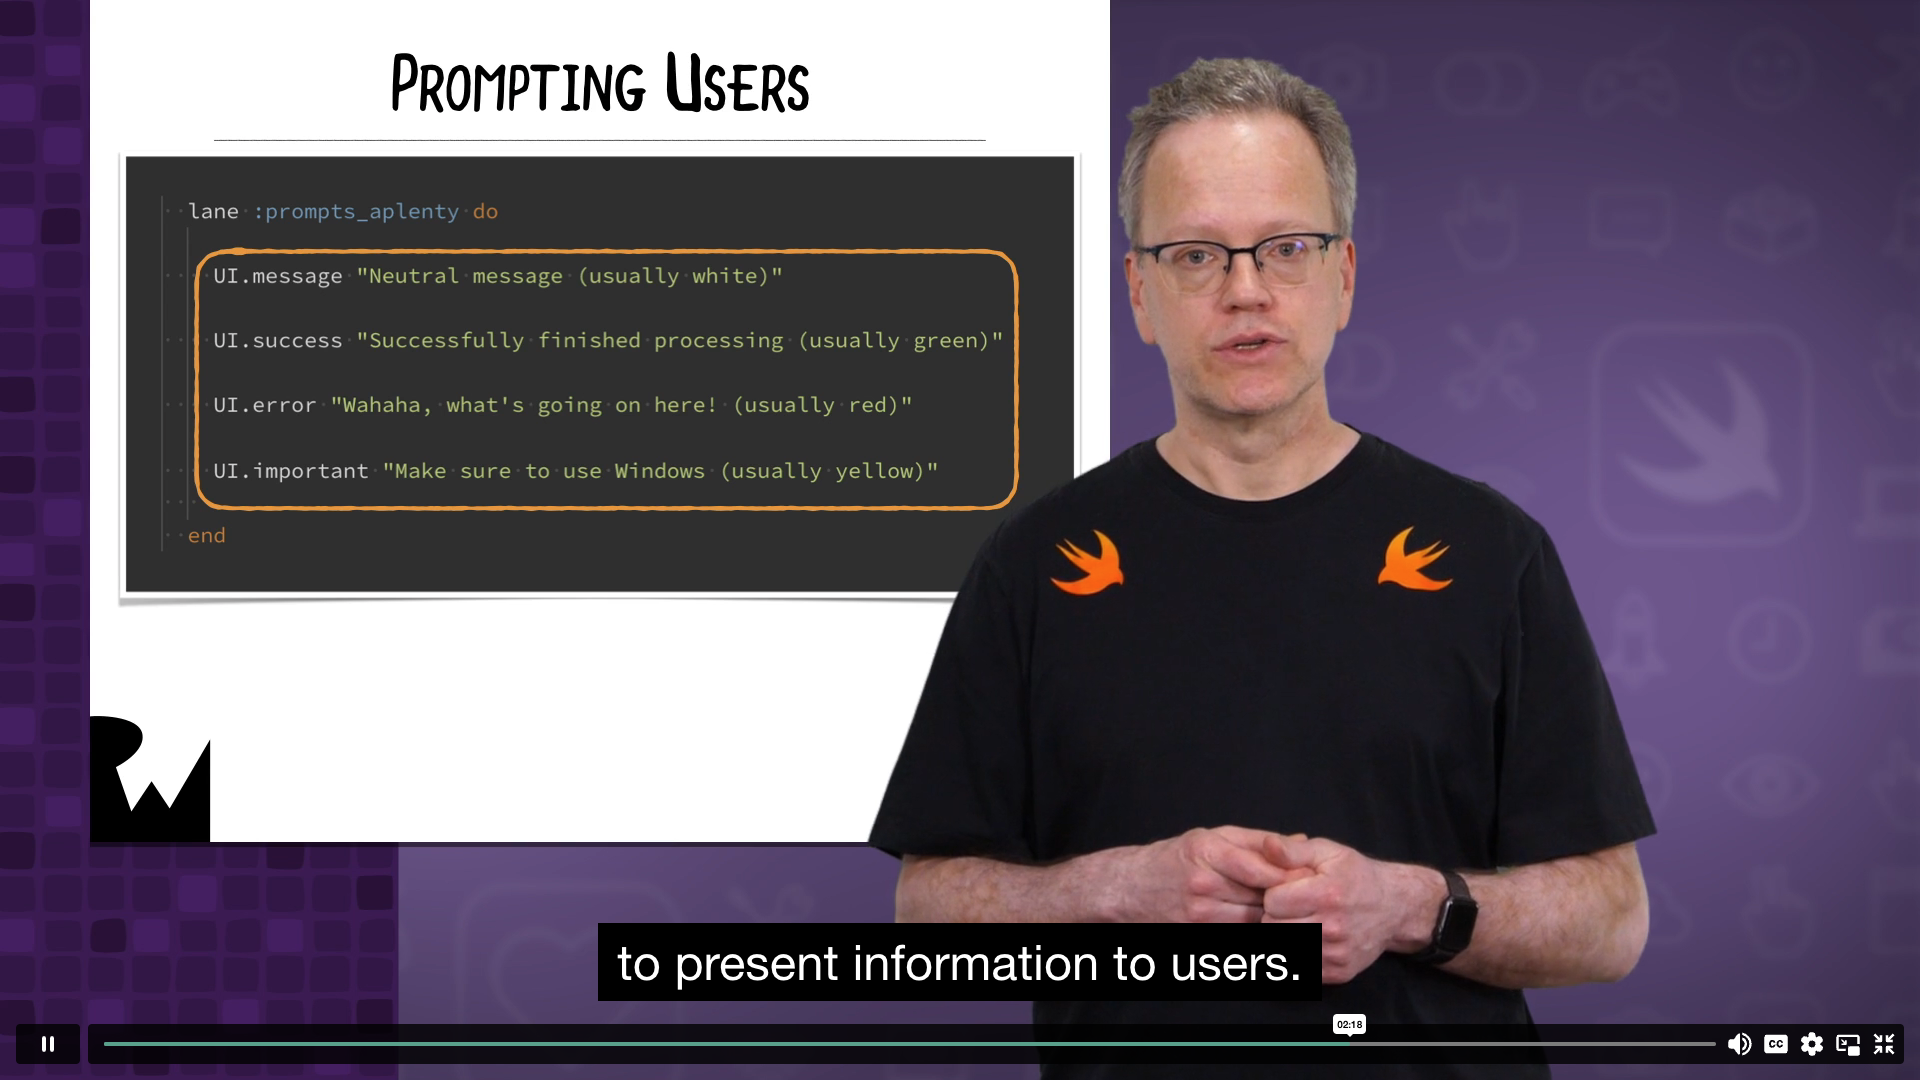 PROMPTING USERS
lane :prompts_aplenty do
UI.message "Neutral message (usually white)"
UI.success "Successfully finished processing (usually green)"
UI.error "Wahaha, what's going on here! (usually red)"
UI.important "Make sure to use Windows (usually yellow)"
end
RW
to present information to users.
02:18
CC